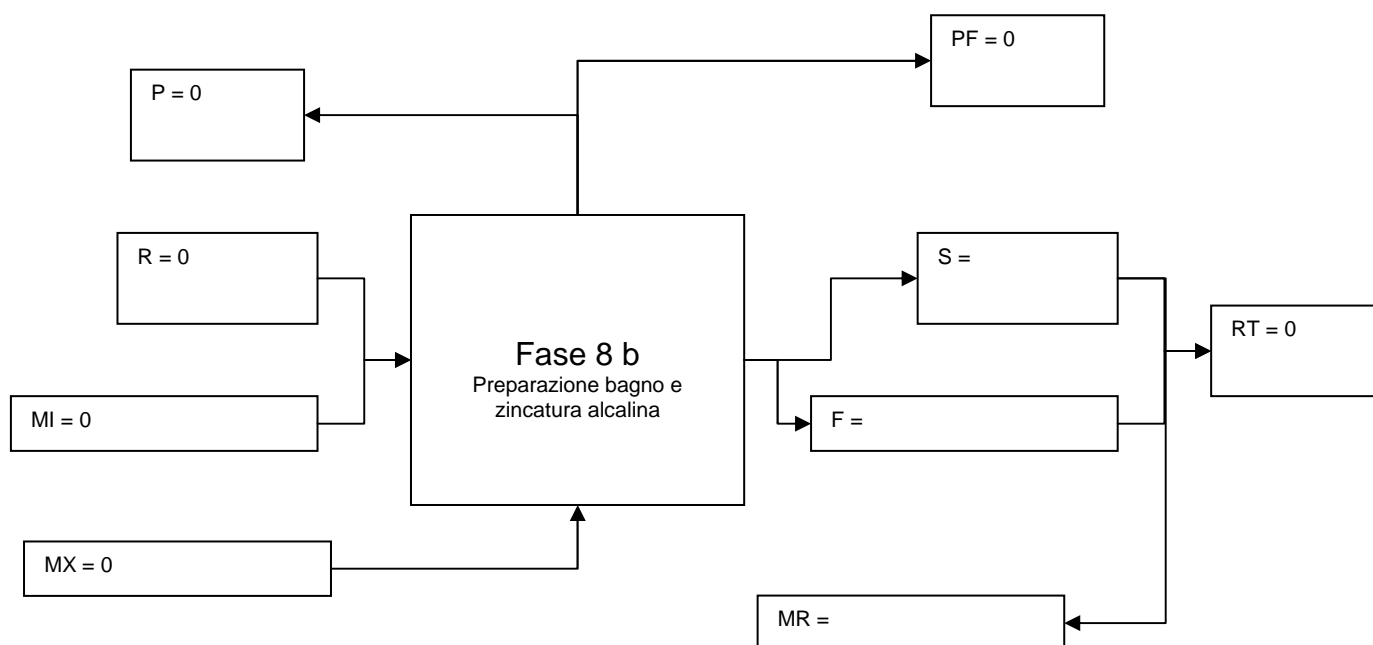 PF = 0
P = 0
R = 0
S =
RT = 0
Fase 8 b
Preparazione bagno e
zincatura alcalina
MI = 0
F =
MX = 0
MR =